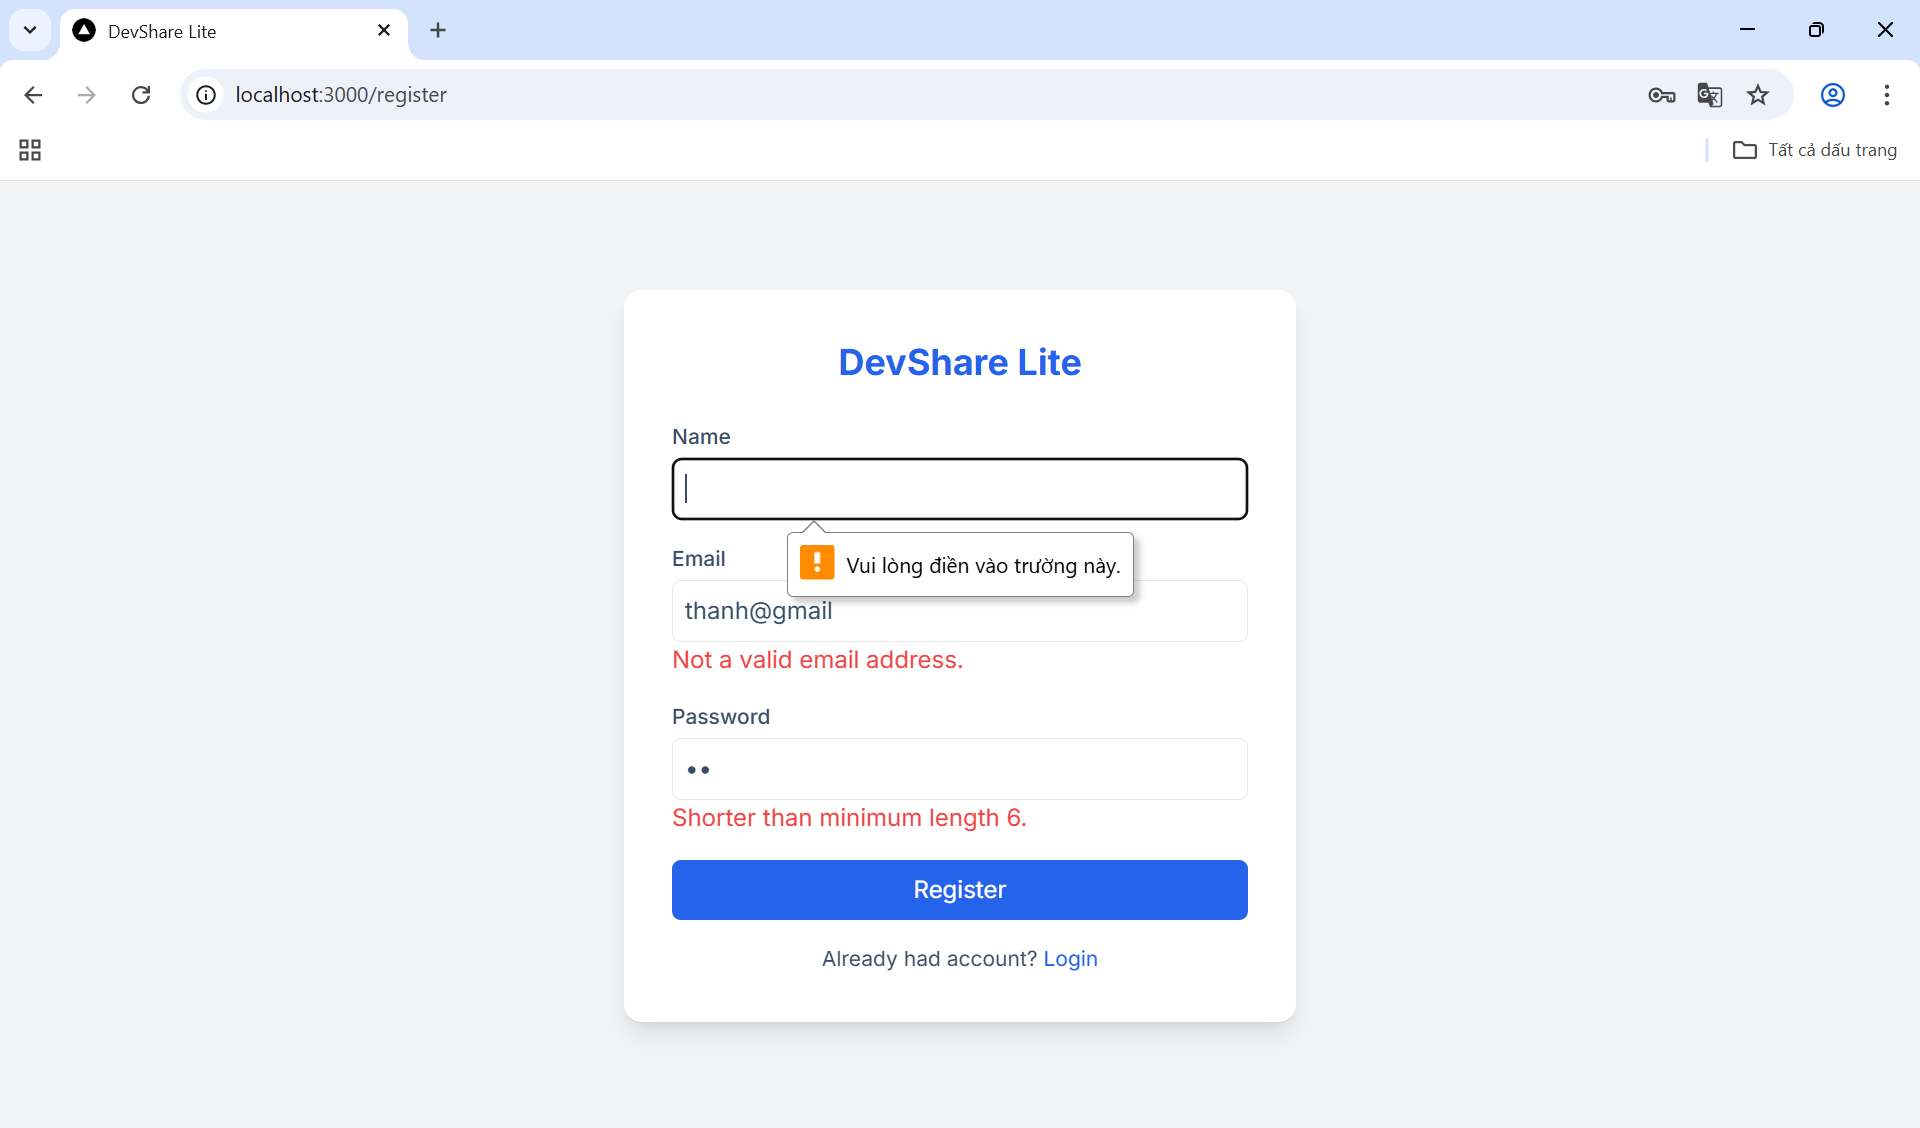 DevShare Lite
localhost:3000/register
Tất cả dấu trang
DevShare Lite
Name
Vui lòng điền vào trường này.
Email
thanh@gmail
Not a valid email address.
Password
Shorter than minimum length 6.
Register
Already had account? Login